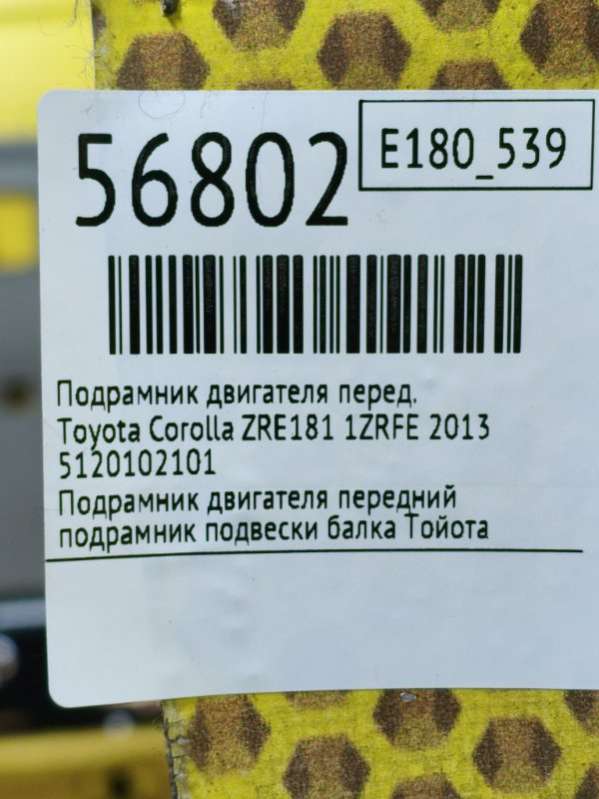 56802
E180_539
Подрамник двигателя перед.
Toyota Corolla ZRE181 1ZRFE 2013
5120102101
Подрамник двигателя передний
подрамник подвески балка Тойота